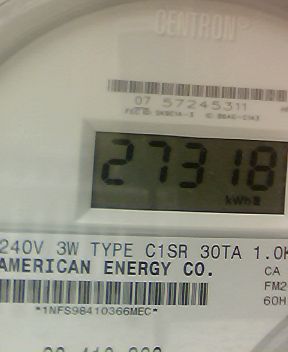 CENTRON®
07 57245311
27318
kWh
240V 3W TYPE C1SR 30TA 1.0K
AMERICAN ENERGY CO.
CA
FM2
60H
*1NFS98410366MEC*